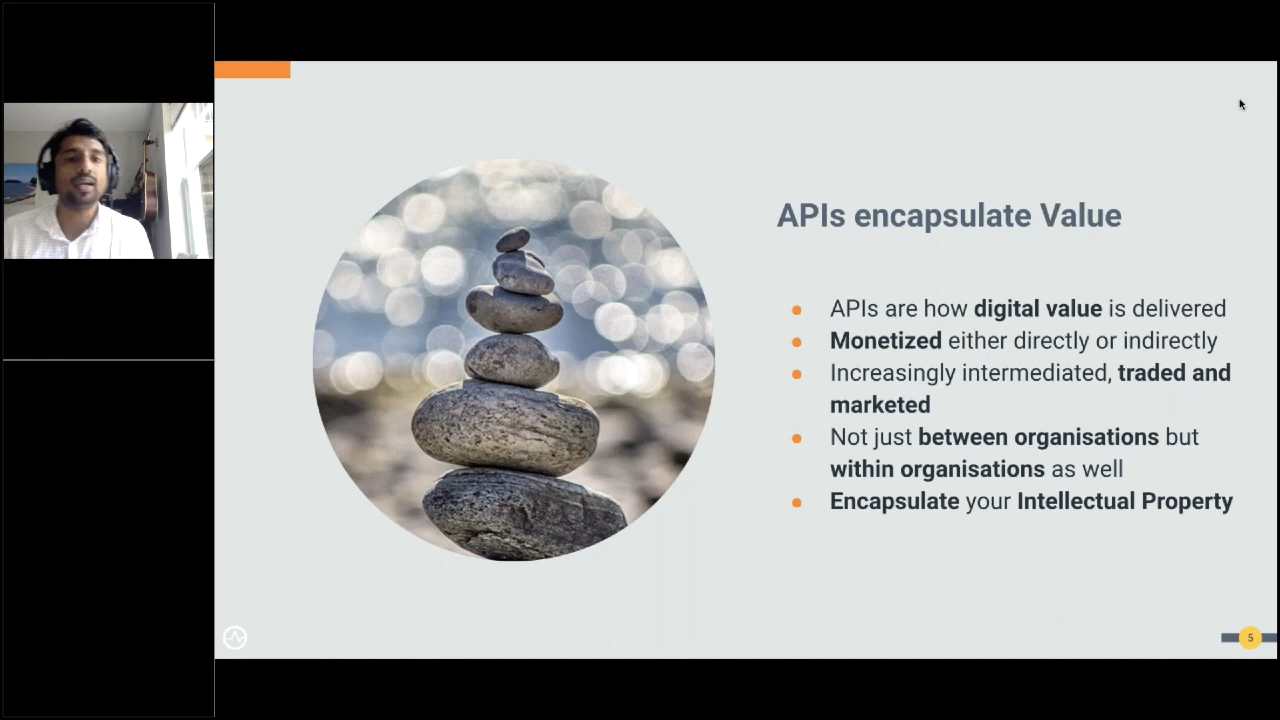 APIs encapsulate Value
APIs are how digital value is delivered
Monetized either directly or indirectly
Increasingly intermediated, traded and
marketed
Not just between organisations but
within organisations as well
Encapsulate your Intellectual Property
5